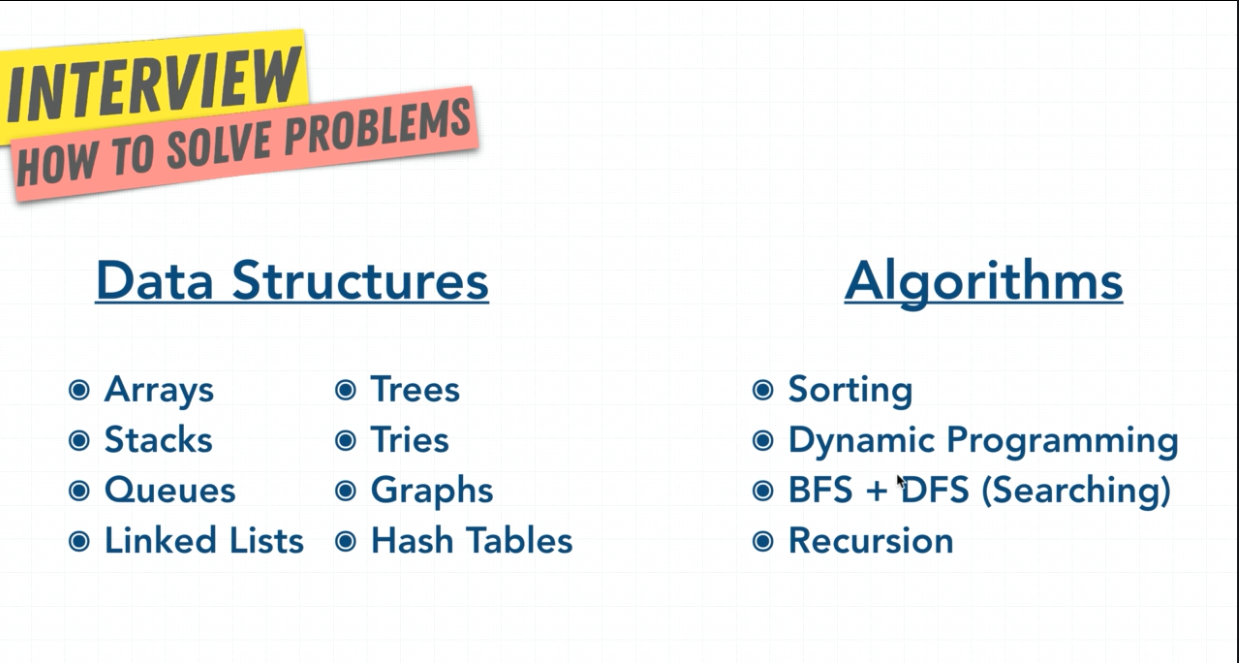 INTERVIEW
HOW TO SOLVE PROBLEMS
Data Structures
Arrays
Stacks
Queues
Linked Lists
Trees
Tries
Graphs
Hash Tables
Algorithms
Sorting
Dynamic Programming
BFS + DFS (Searching)
Recursion